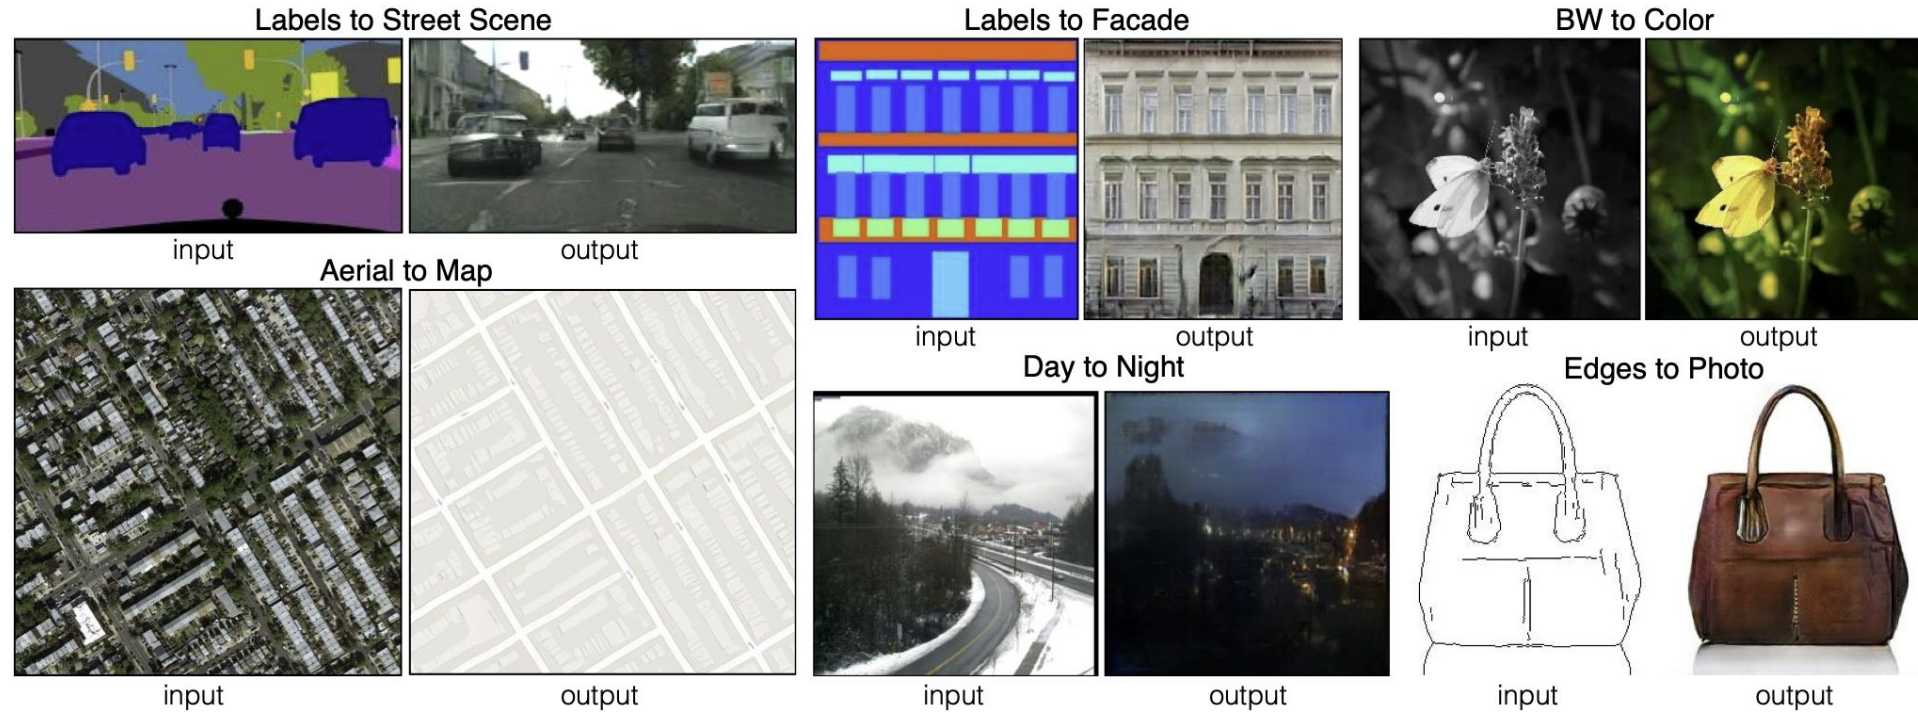 Labels to Street Scene
input
output
Aerial to Map
input
output
Labels to Facade
input
output
BW to Color
input
output
Day to Night
input
output
Edges to Photo
input
output